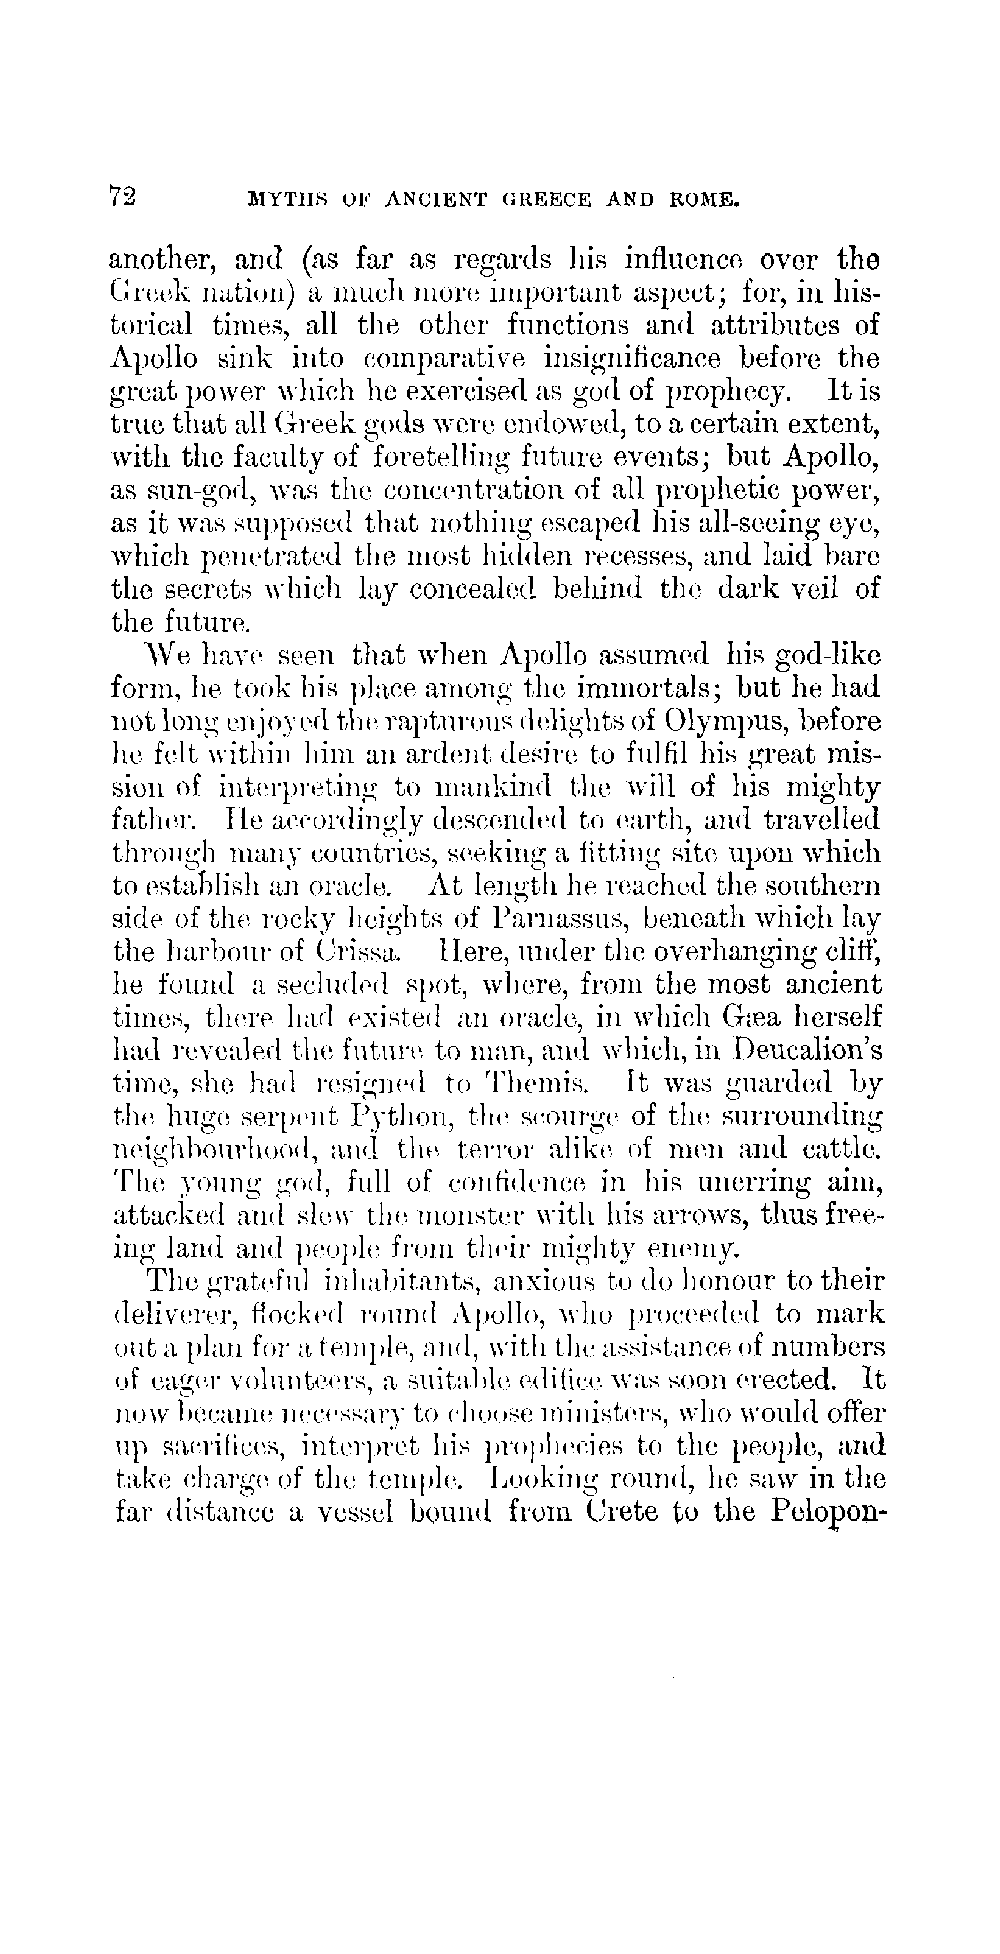 72 MYTHS OF ANCIENT GREECE AND ROME.
another, and (as far as regards his influence over the
Greek nation) a much more important aspect; for, in his-
torical times, all the other functions and attributes of
Apollo sink into comparative insignificance before the
great power which he exercised as god of prophecy. It is
true that all Greek gods were endowed, to a certain extent,
with the faculty of foretelling future events; but Apollo,
as sun-god, was the concentration of all prophetic power,
as it was supposed that nothing escaped his all-seeing eye,
which penetrated the most hidden recesses, and laid bare
the secrets which lay concealed behind the dark veil of
the future.
We have seen that when Apollo assumed his god-like
form, he took his place among the immortals; but he had
not long enjoyed the rapturous delights of Olympus, before
he felt within him an ardent desire to fulfil his great mis-
sion of interpreting to mankind the will of his mighty
father. He accordingly descended to earth, and travelled
through many countries, seeking a fitting site upon which
to establish an oracle. At length he reached the southern
side of the rocky heights of Parnassus, beneath which lay
the harbour of Crissa. Here, under the overhanging cliff,
he found a secluded spot, where, from the most ancient
times, there had existed an oracle, in which Gæa herself
had revealed the future to man, and which, in Deucalion's
time, she had resigned to Themis. It was guarded by
the huge serpent Python, the scourge of the surrounding
neighbourhood, and the terror alike of men and cattle.
The young god, full of confidence in his unerring aim,
attacked and slew the monster with his arrows, thus free-
ing land and people from their mighty enemy.
The grateful inhabitants, anxious to do honour to their
deliverer, flocked round Apollo, who proceeded to mark
out a plan for a temple, and, with the assistance of numbers
of eager volunteers, a suitable edifice was soon erected. It
now became necessary to choose ministers, who would offer
up sacrifices, interpret his prophecies to the people, and
take charge of the temple. Looking round, he saw in the
far distance a vessel bound from Crete to the Pelopon-